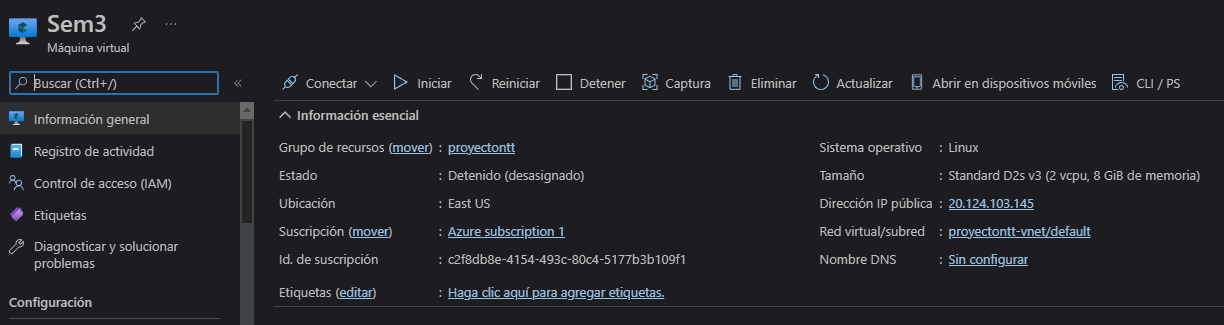 Sem3
Máquina virtual
Buscar (Ctrl+/)
Conectar Iniciar Reiniciar Detener Captura Eliminar Actualizar Abrir en dispositivos móviles CLI / PS
Información general
Registro de actividad
Control de acceso (IAM)
Etiquetas
Diagnosticar y solucionar
problemas
Configuración
Información esencial
Grupo de recursos (mover) : proyectontt
Estado : Detenido (desasignado)
Ubicación : East US
Suscripción (mover) : Azure subscription 1
Id. de suscripción : c2f8db8e-4154-493c-80c4-5177b3b109f1
Etiquetas (editar) : Haga clic aquí para agregar etiquetas.
Sistema operativo : Linux
Tamaño : Standard D2s v3 (2 vcpu, 8 GiB de memoria)
Dirección IP pública : 20.124.103.145
Red virtual/subred : proyectontt-vnet/default
Nombre DNS : Sin configurar